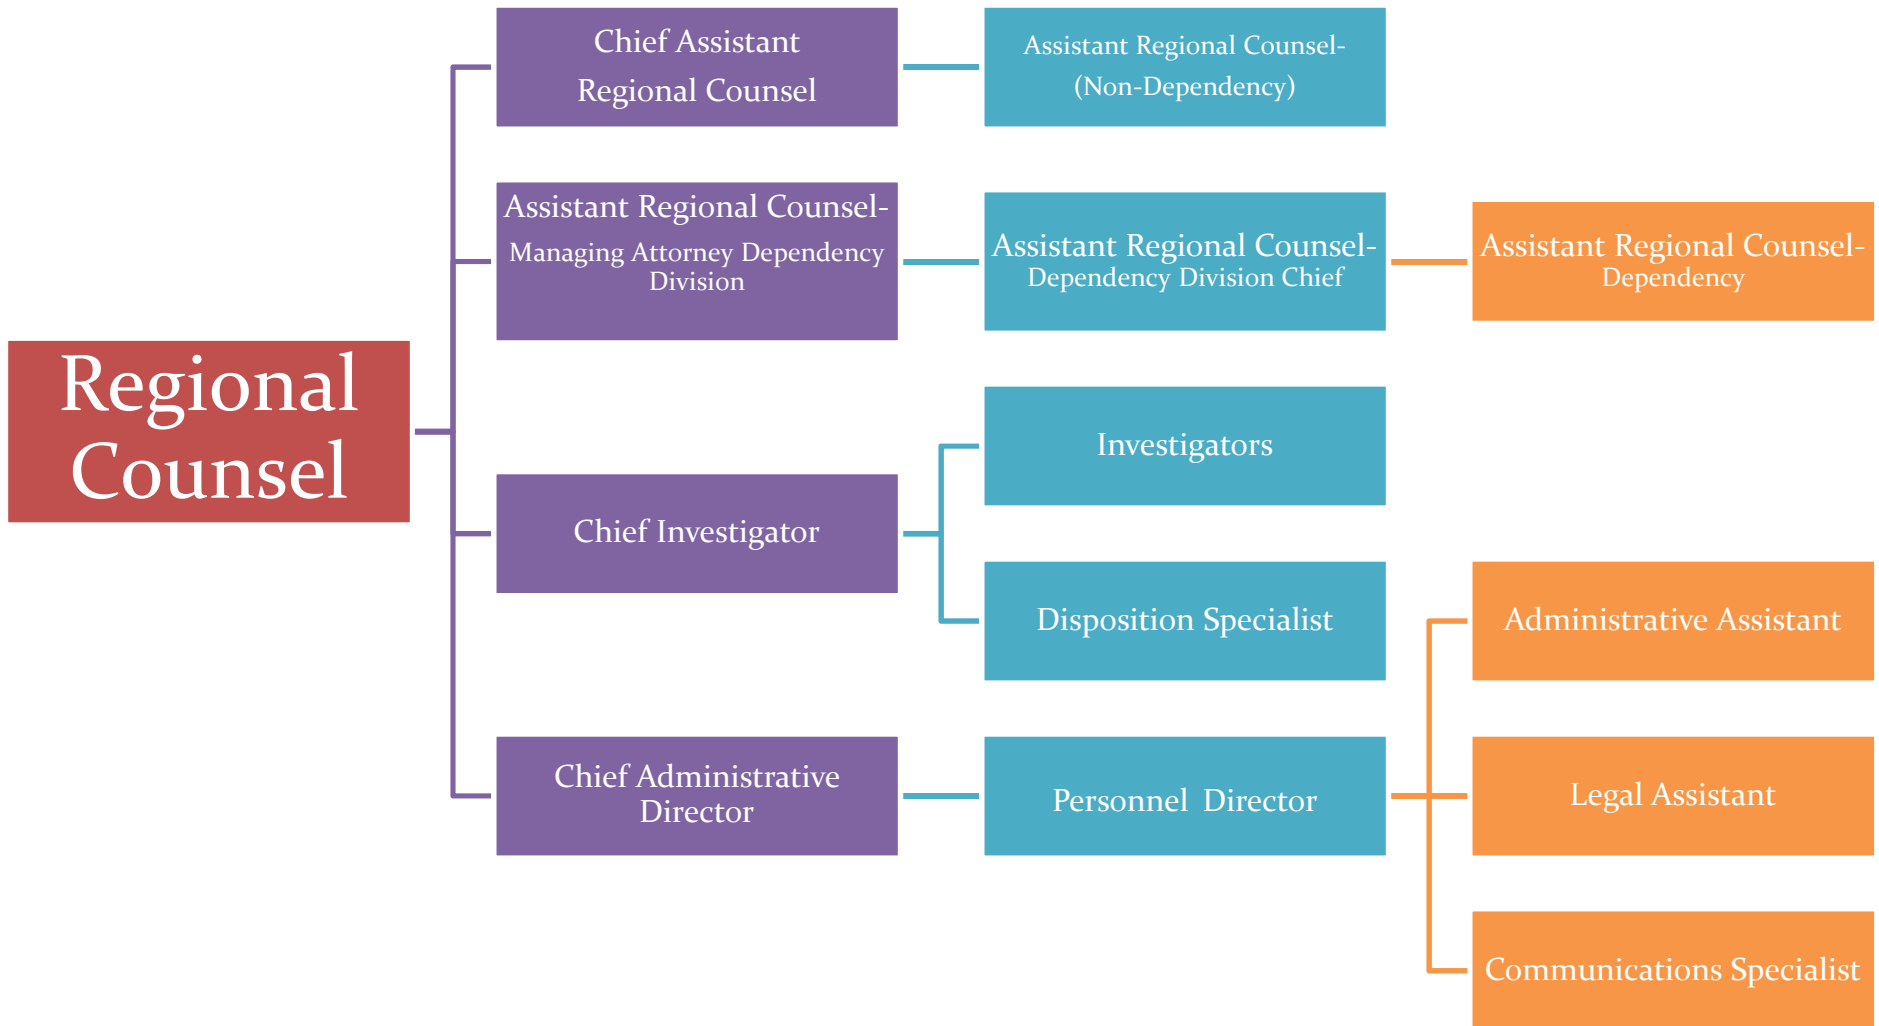 Regional
Counsel
Chief Assistant
Regional Counsel
Assistant Regional Counsel-
(Non-Dependency)
Assistant Regional Counsel-
Managing Attorney Dependency
Division
Assistant Regional Counsel-
Dependency Division Chief
Assistant Regional Counsel-
Dependency
Chief Investigator
Investigators
Disposition Specialist
Chief Administrative
Director
Personnel Director
Administrative Assistant
Legal Assistant
Communications Specialist